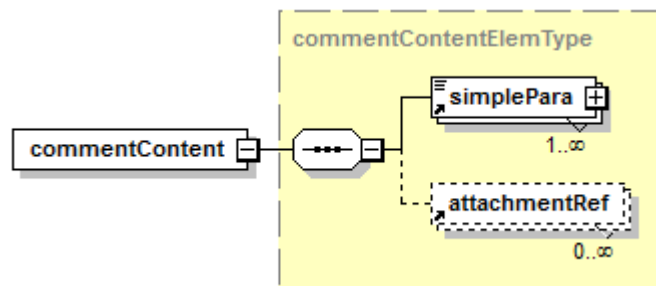 commentContentElemType
simplePara
1..∞
commentContent
attachmentRef
0..∞